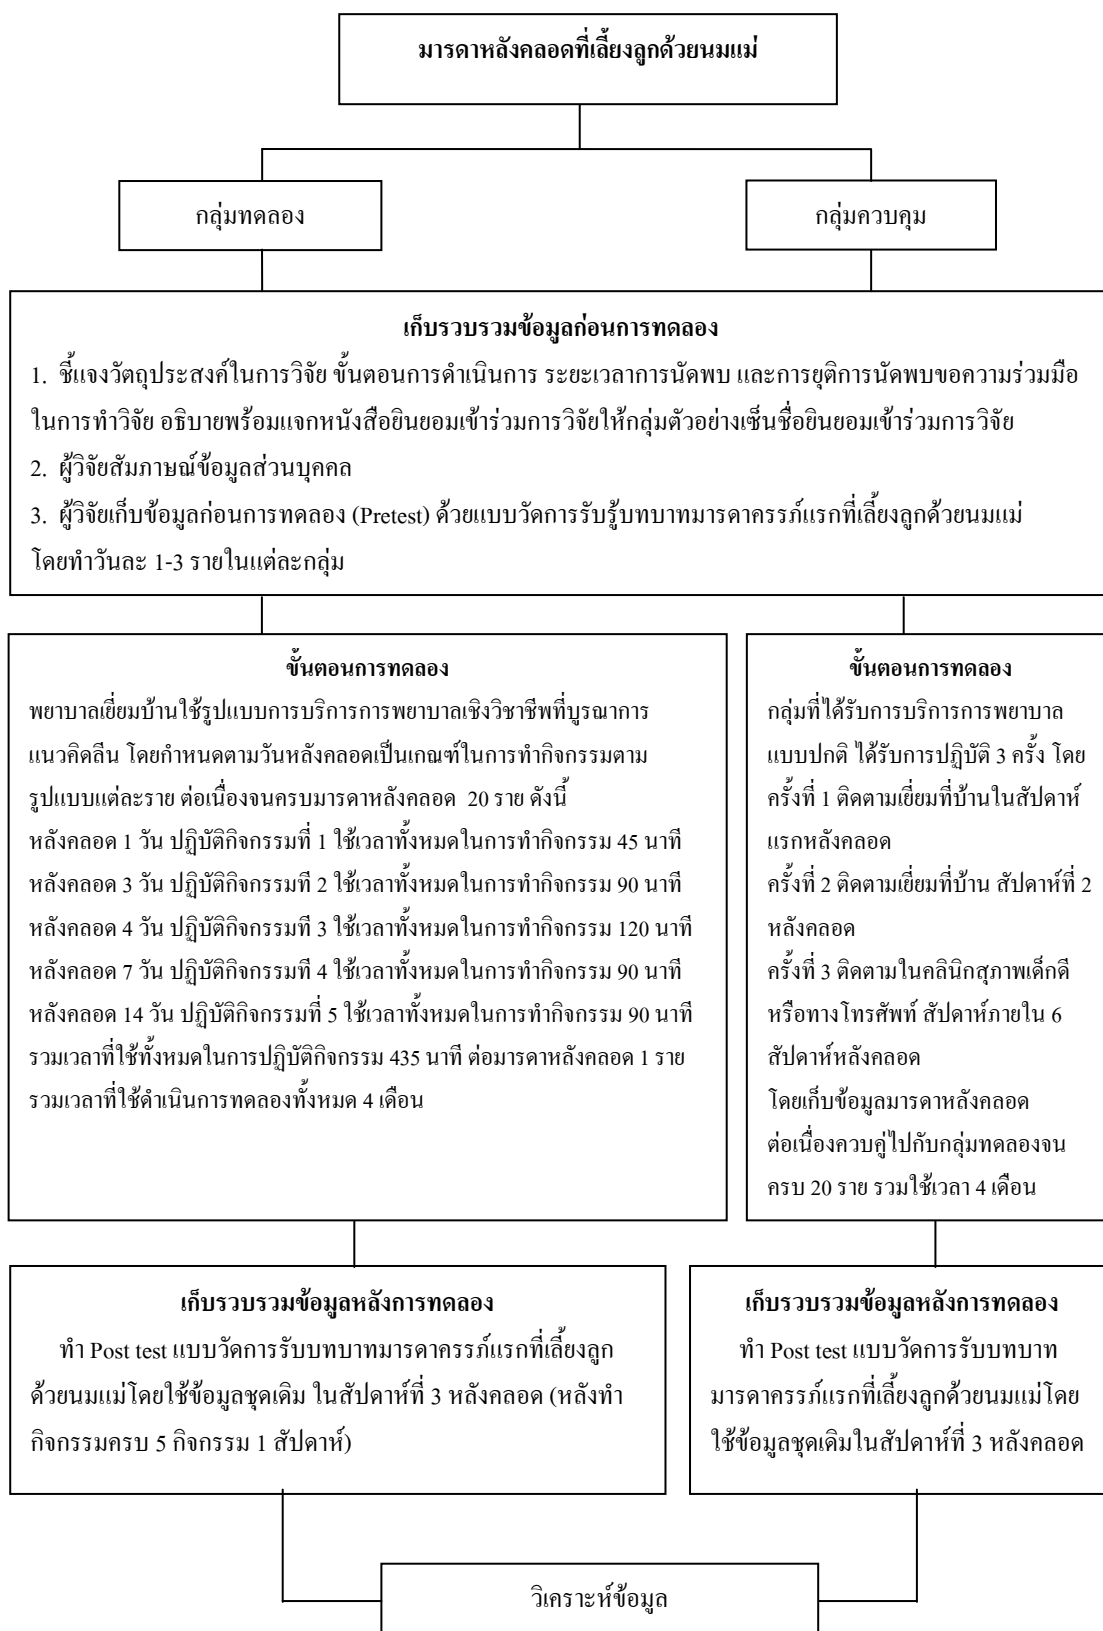 มารดาหลังคลอดที่เลี้ยงลูกด้วยนมแม่
กลุ่มทดลอง
กลุ่มควบคุม
เก็บรวบรวมข้อมูลก่อนการทดลอง
1. ชี้แจงวัตถุประสงค์ในการวิจัย ขั้นตอนการดำเนินการ ระยะเวลาการนัดพบ และการยุติการนัดพบขอความร่วมมือ
ในการทำวิจัย อธิบายพร้อมแจกหนังสือยินยอมเข้าร่วมการวิจัยให้กลุ่มตัวอย่างเซ็นชื่อยินยอมเข้าร่วมการวิจัย
2. ผู้วิจัยสัมภาษณ์ข้อมูลส่วนบุคคล
3. ผู้วิจัยเก็บข้อมูลก่อนการทดลอง (Pretest) ด้วยแบบวัดการรับรู้บทบาทมารดาครรภ์แรกที่เลี้ยงลูกด้วยนมแม่
โดยทำวันละ 1-3 รายในแต่ละกลุ่ม
ขั้นตอนการทดลอง
พยาบาลเยี่ยมบ้านใช้รูปแบบการบริการการพยาบาลเชิงวิชาชีพที่บูรณาการ
แนวคิดลีน โดยกำหนดตามวันหลังคลอดเป็นเกณฑ์ในการทำกิจกรรมตาม
รูปแบบแต่ละราย ต่อเนื่องจนครบมารดาหลังคลอด 20 ราย ดังนี้
หลังคลอด 1 วัน ปฏิบัติกิจกรรมที่ 1 ใช้เวลาทั้งหมดในการทำกิจกรรม 45 นาที
หลังคลอด 3 วัน ปฏิบัติกิจกรรมที 2 ใช้เวลาทั้งหมดในการทำกิจกรรม 90 นาที
หลังคลอด 4 วัน ปฏิบัติกิจกรรมที 3 ใช้เวลาทั้งหมดในการทำกิจกรรม 120 นาที
หลังคลอด 7 วัน ปฏิบัติกิจกรรมที 4 ใช้เวลาทั้งหมดในการทำกิจกรรม 90 นาที
หลังคลอด 14 วัน ปฏิบัติกิจกรรมที่ 5 ใช้เวลาทั้งหมดในการทำกิจกรรม 90 นาที
รวมเวลาที่ใช้ทั้งหมดในการปฏิบัติกิจกรรม 435 นาที ต่อมารดาหลังคลอด 1 ราย
รวมเวลาที่ใช้ดำเนินการทดลองทั้งหมด 4 เดือน
ขั้นตอนการทดลอง
กลุ่มที่ได้รับการบริการการพยาบาล
แบบปกติ ได้รับการปฏิบัติ 3 ครั้ง โดย
ครั้งที่ 1 ติดตามเยี่ยมที่บ้านในสัปดาห์
แรกหลังคลอด
ครั้งที่ 2 ติดตามเยี่ยมที่บ้าน สัปดาห์ที่ 2
หลังคลอด
ครั้งที่ 3 ติดตามในคลินิกสุภาพเด็กดี
หรือทางโทรศัพท์ สัปดาห์ภายใน 6
สัปดาห์หลังคลอด
โดยเก็บข้อมูลมารดาหลังคลอด
ต่อเนื่องควบคู่ไปกับกลุ่มทดลองจน
ครบ 20 ราย รวมใช้เวลา 4 เดือน
เก็บรวบรวมข้อมูลหลังการทดลอง
ทำ Post test แบบวัดการรับบทบาทมารดาครรภ์แรกที่เลี้ยงลูก
ด้วยนมแม่โดยใช้ข้อมูลชุดเดิม ในสัปดาห์ที่ 3 หลังคลอด (หลังทำ
กิจกรรมครบ 5 กิจกรรม 1 สัปดาห์)
เก็บรวบรวมข้อมูลหลังการทดลอง
ทำ Post test แบบวัดการรับบทบาท
มารดาครรภ์แรกที่เลี้ยงลูกด้วยนมแม่โดย
ใช้ข้อมูลชุดเดิมในสัปดาห์ที่ 3 หลังคลอด
วิเคราะห์ข้อมูล